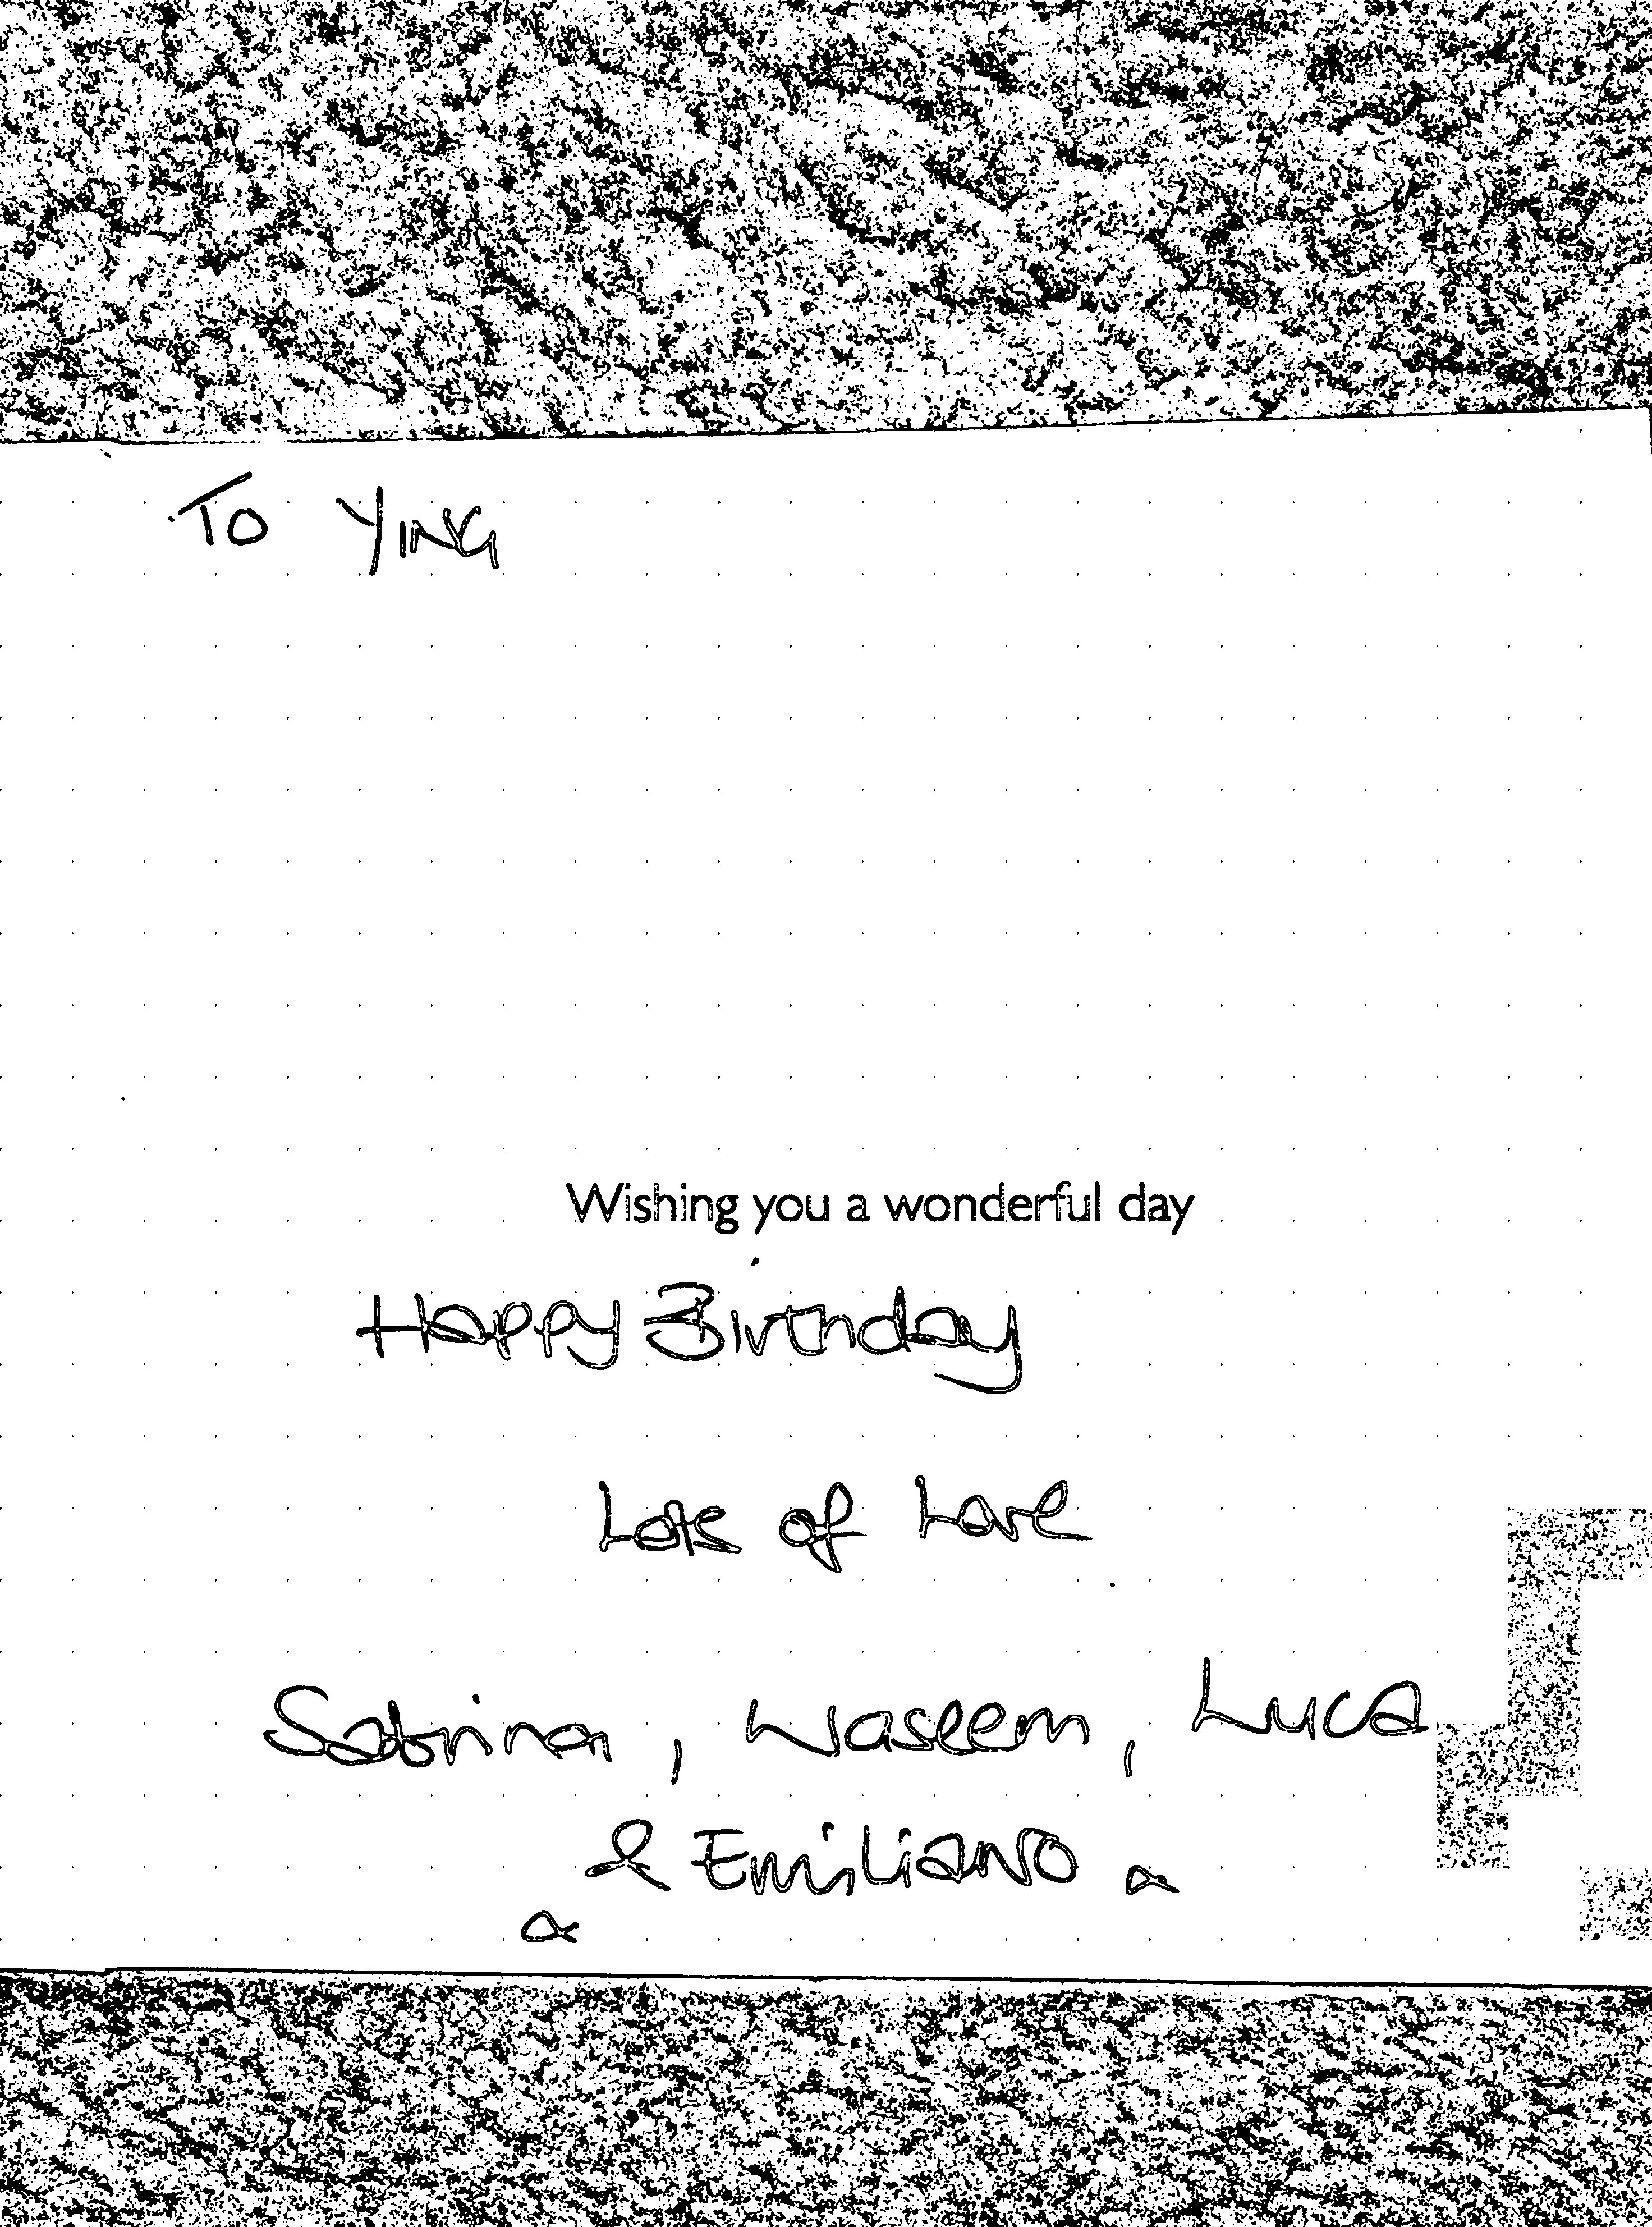 To YING
Wishing you a wonderful day
Happy Birthday
Lots of Love
Sabrina, Waseem, Luca
& Emiliano